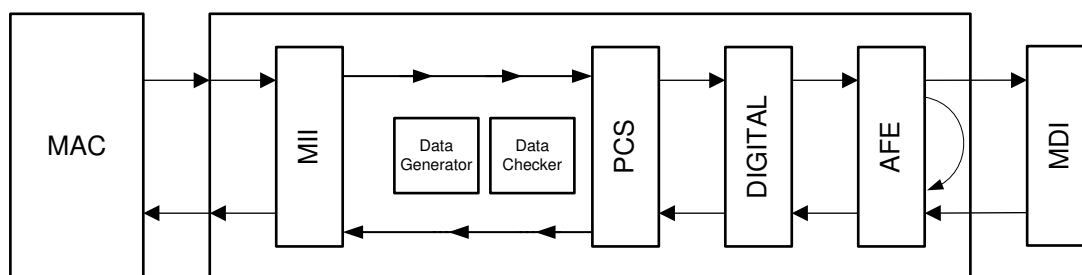 MAC
MII
Data
Generator
Data
Checker
PCS
DIGITAL
AFE
MDI